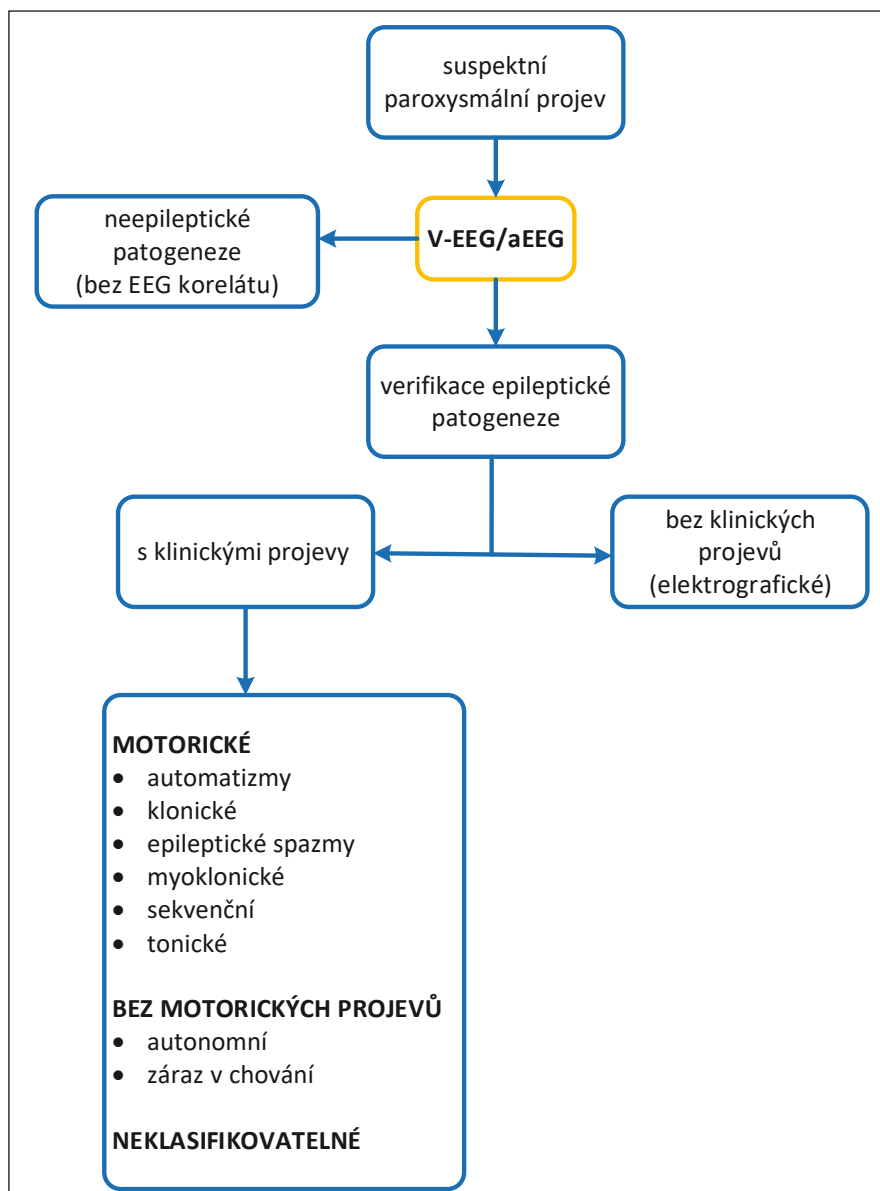 suspektní
paroxysmální projev
neepileptické
patogeneze
(bez EEG korelátu)
V-EEG/aEEG
verifikace epileptické
patogeneze
s klinickými projevy
bez klinických
projevů
(elektrografické)
MOTORICKÉ
• automatizmy
• klonické
• epileptické spazmy
• myoklonické
• sekvenční
• tonické
BEZ MOTORICKÝCH PROJEVŮ
• autonomní
• záraz v chování
NEKLASIFIKOVATELNÉ